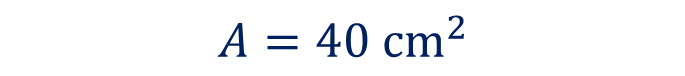 A = 40 cm²